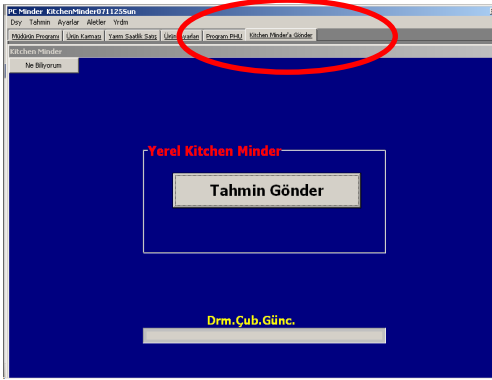 PC Minder KitchenMinder071125Sun
Dsy Tahmin Ayarlar Aletler Yrdm
Müdürün Programı Ürün Karması Yarım Saatlik Satış Ürün Ayarları Program PHU Kitchen Minder'a Gönder
Kitchen Minder
Ne Biliyorum
Yerel Kitchen Minder
Tahmin Gönder
Drm.Çub.Günc.